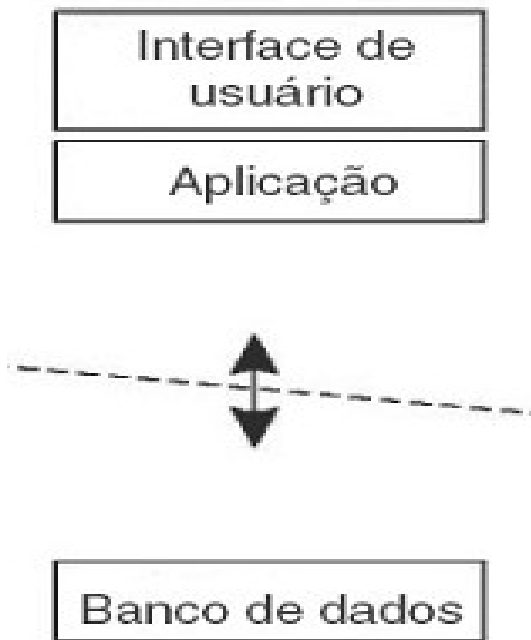 Interface de
usuário
Aplicação
Banco de dados